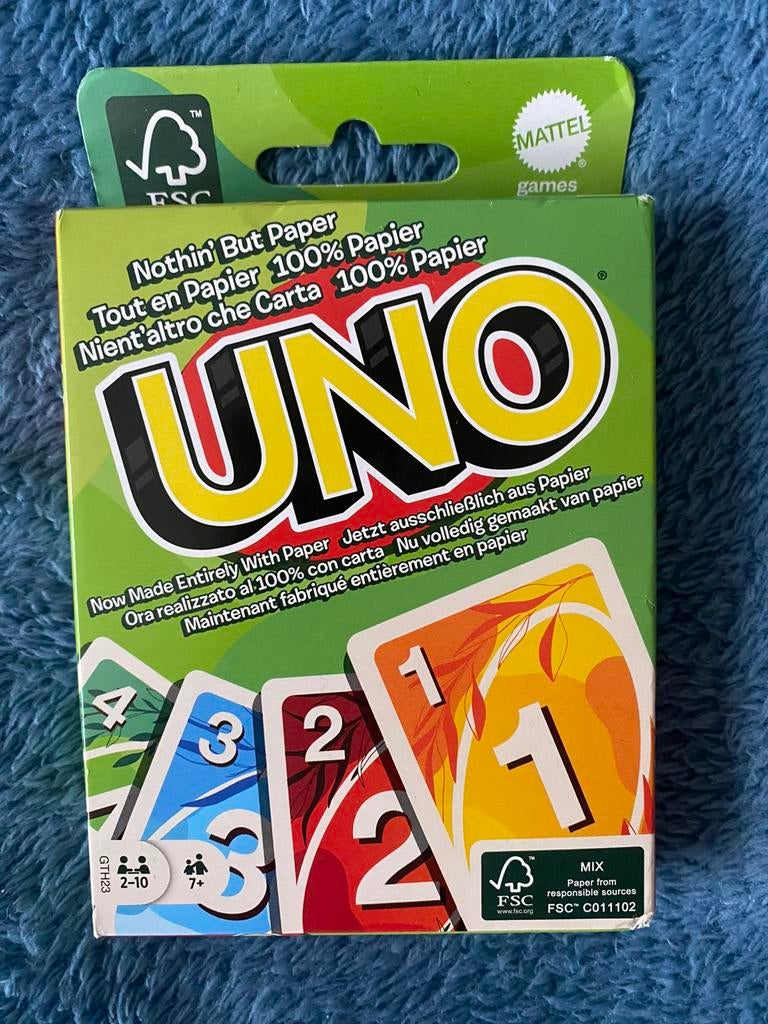 FSC
TM
MATTEL
®
games
Nothin' But Paper
Tout en Papier 100% Papier
Nient'altro che Carta 100% Papier
UNO®
Now Made Entirely With Paper Jetzt ausschließlich aus Papier
Ora realizzato al 100% con carta Nu volledig gemaakt van papier
Maintenant fabriqué entièrement en papier
4
3
3
2
2
1
1
GTH23
2-10
7+
TM
FSC
www.fsc.org
MIX
Paper from
responsible sources
FSC™ C011102